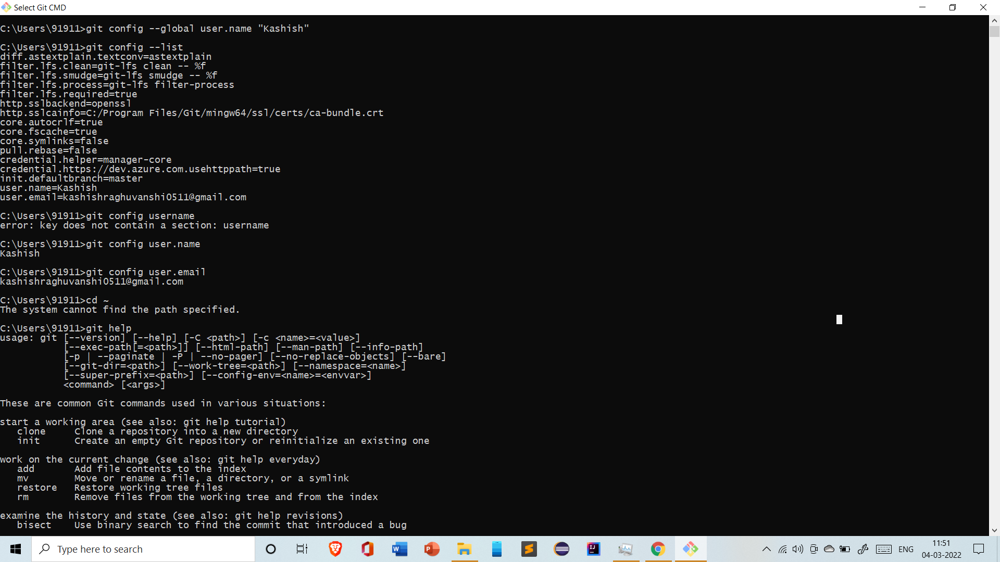 Select Git CMD
C:\Users\91911>git config --global user.name "Kashish"
C:\Users\91911>git config --list
diff.astextplain.textconv=astextplain
filter.lfs.clean=git-lfs clean -- %f
filter.lfs.smudge=git-lfs smudge -- %f
filter.lfs.process=git-lfs filter-process
filter.lfs.required=true
http.sslbackend=openssl
http.sslcainfo=C:/Program Files/Git/mingw64/ssl/certs/ca-bundle.crt
core.autocrlf=true
core.fscache=true
core.symlinks=false
pull.rebase=false
credential.helper=manager-core
credential.https://dev.azure.com.usehttppath=true
init.defaultbranch=master
user.name=Kashish
user.email=kashishraghuvanshi0511@gmail.com
C:\Users\91911>git config username
error: key does not contain a section: username
C:\Users\91911>git config user.name
Kashish
C:\Users\91911>git config user.email
kashishraghuvanshi0511@gmail.com
C:\Users\91911>cd ~
The system cannot find the path specified.
C:\Users\91911>git help
usage: git [--version] [--help] [-C <path>] [-c <name>=<value>]
           [--exec-path[=<path>]] [--html-path] [--man-path] [--info-path]
           [-p | --paginate | -P | --no-pager] [--no-replace-objects] [--bare]
           [--git-dir=<path>] [--work-tree=<path>] [--namespace=<name>]
           [--super-prefix=<path>] [--config-env=<name>=<envvar>]
           <command> [<args>]
These are common Git commands used in various situations:
start a working area (see also: git help tutorial)
   clone     Clone a repository into a new directory
   init      Create an empty Git repository or reinitialize an existing one
work on the current change (see also: git help everyday)
   add       Add file contents to the index
   mv        Move or rename a file, a directory, or a symlink
   restore   Restore working tree files
   rm        Remove files from the working tree and from the index
examine the history and state (see also: git help revisions)
   bisect    Use binary search to find the commit that introduced a bug
Type here to search
W
P
IJ
ENG
11:51
04-03-2022